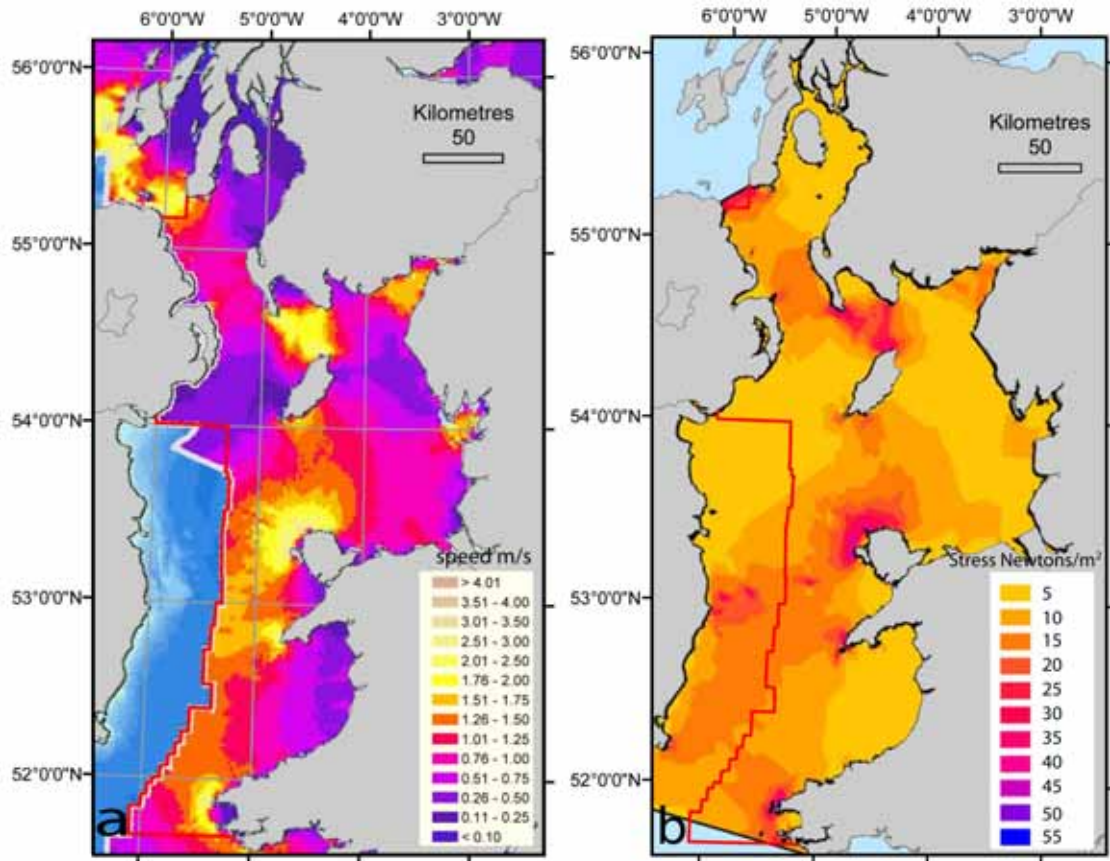 6°0'0"W 5°0'0"W 4°0'0"W 3°0'0"W
56°0'0"N
55°0'0"N
54°0'0"N
53°0'0"N
52°0'0"N
Kilometres
50
speed m/s
> 4.01
3.51 - 4.00
3.01 - 3.50
2.51 - 3.00
2.01 - 2.50
1.76 - 2.00
1.51 - 1.75
1.26 - 1.50
1.01 - 1.25
0.76 - 1.00
0.51 - 0.75
0.26 - 0.50
0.11 - 0.25
< 0.10
a
6°0'0"W 5°0'0"W 4°0'0"W 3°0'0"W
56°0'0"N
55°0'0"N
54°0'0"N
53°0'0"N
52°0'0"N
Kilometres
50
Stress Newtons/m²
5
10
15
20
25
30
35
40
45
50
55
b